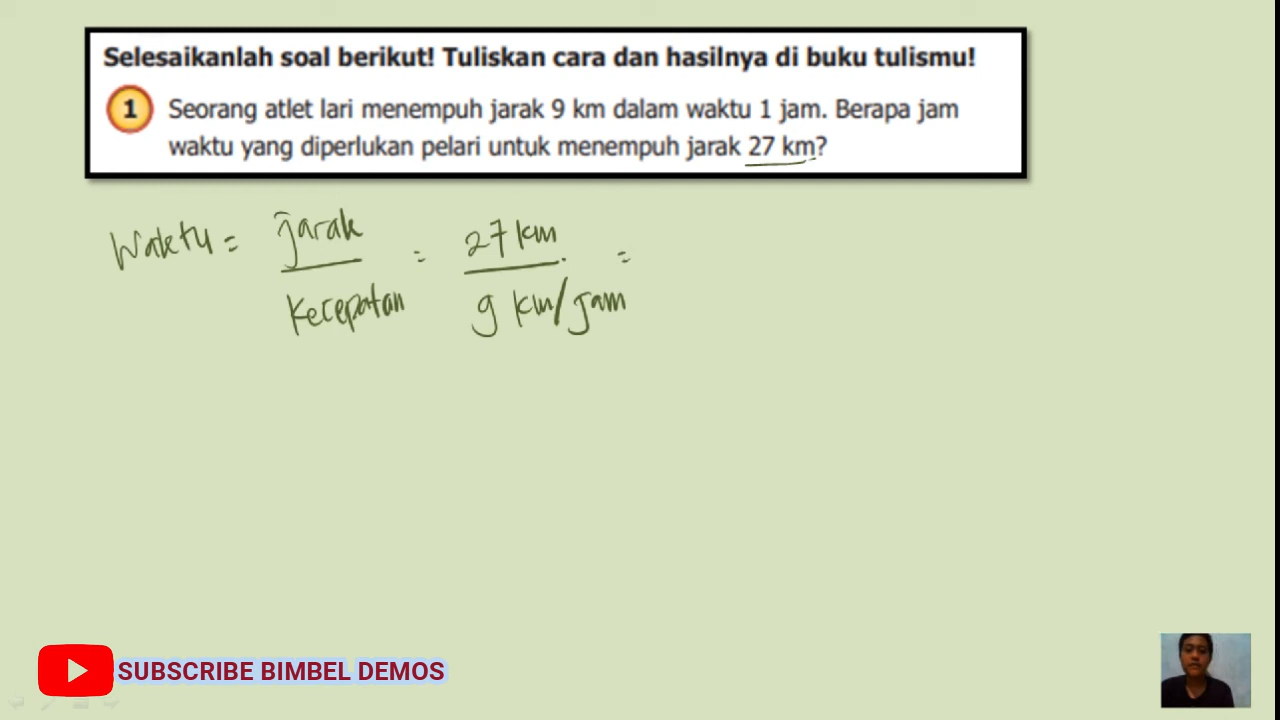 Selesaikanlah soal berikut! Tuliskan cara dan hasilnya di buku tulismu!
1 Seorang atlet lari menempuh jarak 9 km dalam waktu 1 jam. Berapa jam
waktu yang diperlukan pelari untuk menempuh jarak 27 km?
Waktu = jarak / kecepatan = 27 km / 9 km/jam =
SUBSCRIBE BIMBEL DEMOS